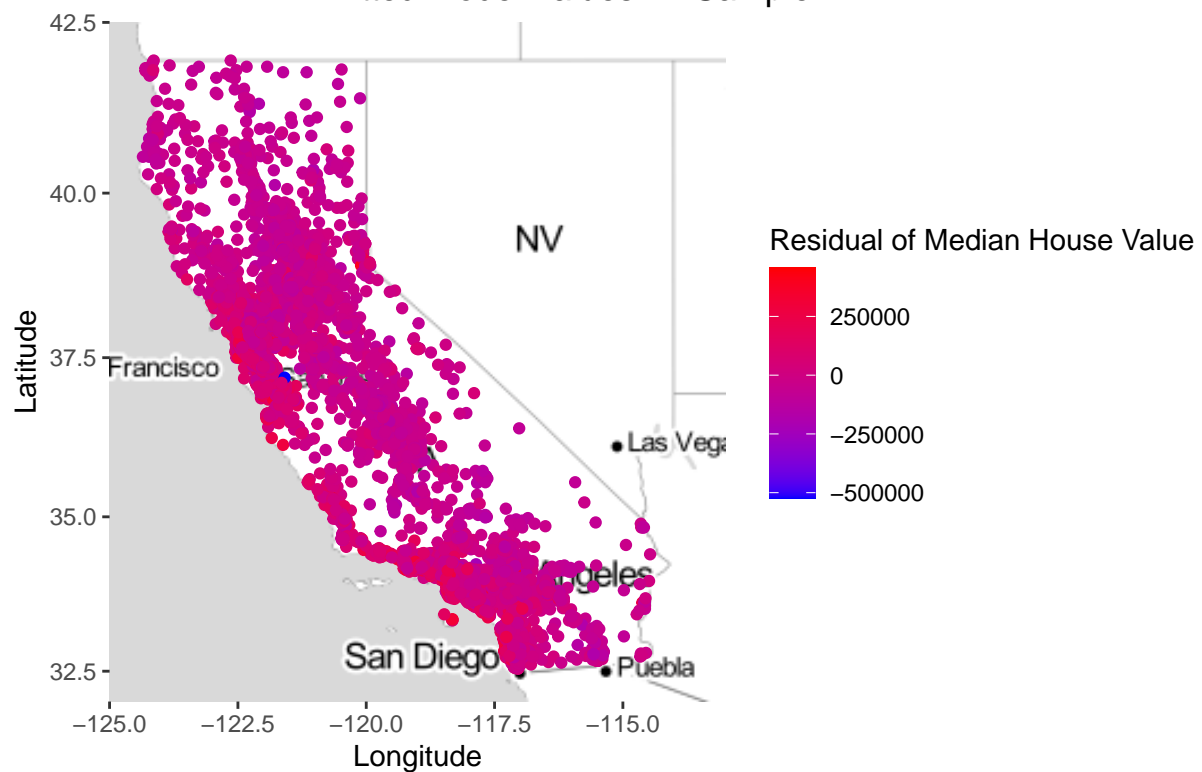 42.5
40.0
37.5
35.0
32.5
Latitude
NV
Francisco
Las Vega
Angeles
San Diego
Puebla
−125.0
−122.5
−120.0
−117.5
−115.0
Longitude
Residual of Median House Value
250000
0
−250000
−500000